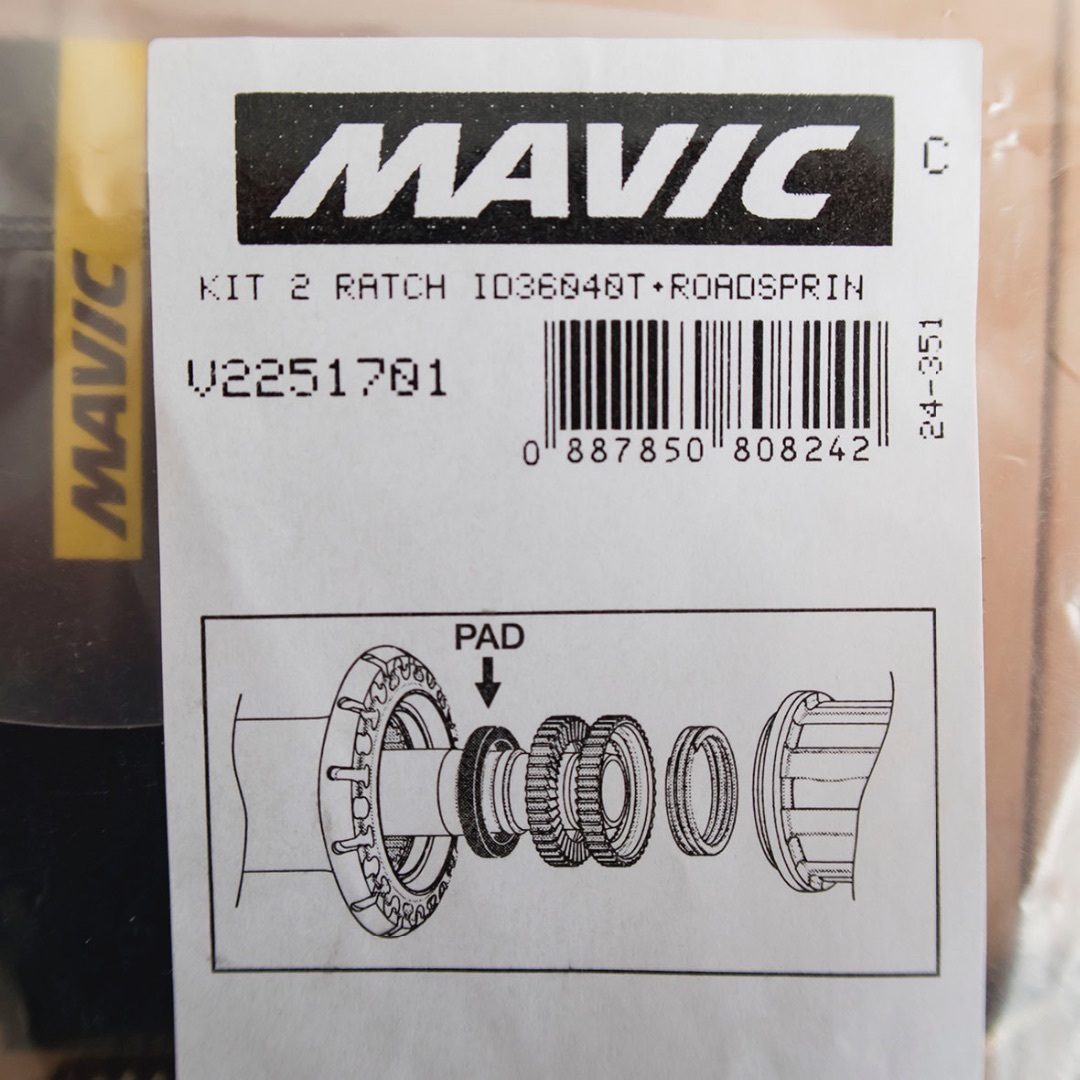 MAVIC
MAVIC
C
KIT 2 RATCH ID36040T+ROADSPRIN
V2251701
24-351
0 887850 808242
PAD